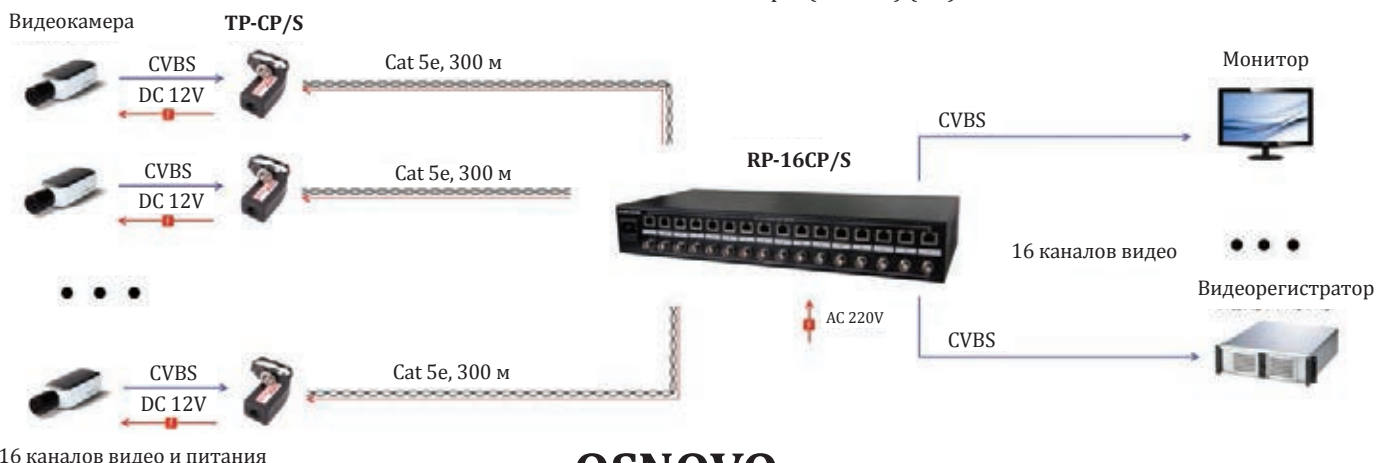 Видеокамера
TP-CP/S
CVBS
DC 12V
Cat 5e, 300 м
CVBS
DC 12V
Cat 5e, 300 м
CVBS
DC 12V
Cat 5e, 300 м
16 каналов видео и питания
RP-16CP/S
AC 220V
CVBS
Монитор
16 каналов видео
CVBS
Видеорегистратор
OSNOVO